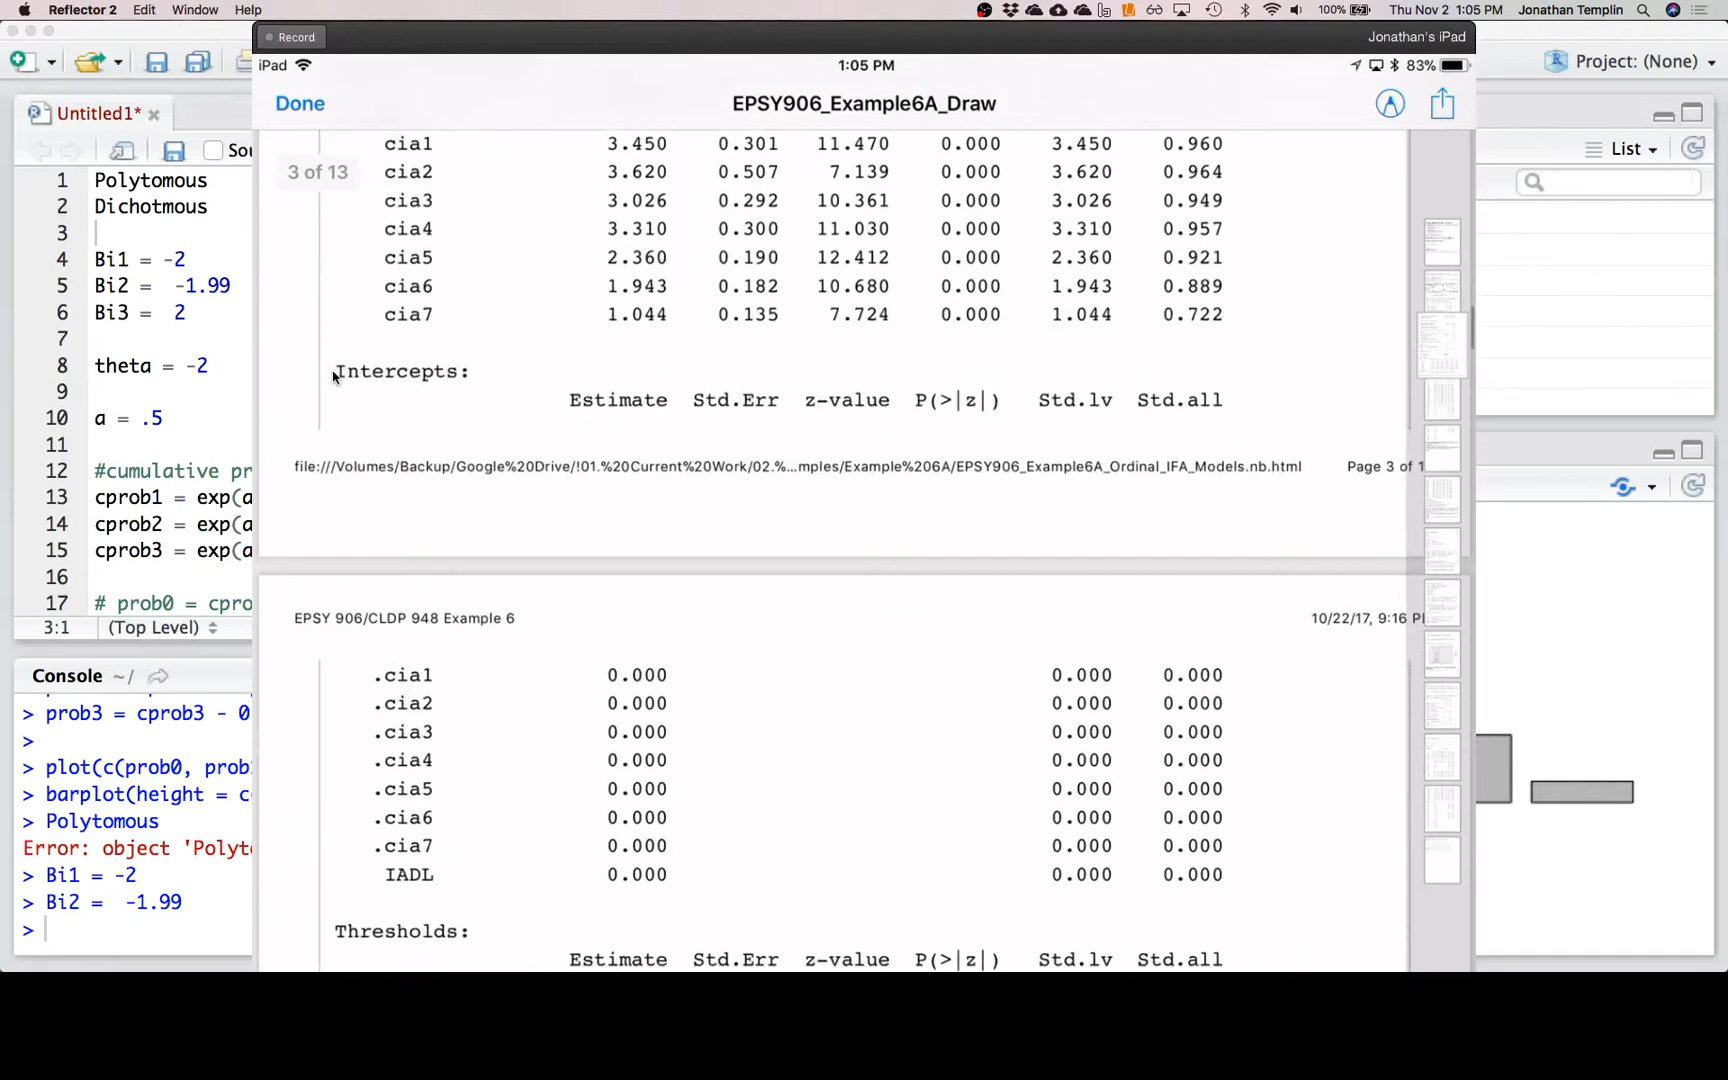 Reflector 2 Edit Window Help 100% Thu Nov 2 1:05 PM Jonathan Templin
Record Jonathan's iPad
iPad 1:05 PM 83%
Done EPSY906_Example6A_Draw
3 of 13
cia1 3.450 0.301 11.470 0.000 3.450 0.960
cia2 3.620 0.507 7.139 0.000 3.620 0.964
cia3 3.026 0.292 10.361 0.000 3.026 0.949
cia4 3.310 0.300 11.030 0.000 3.310 0.957
cia5 2.360 0.190 12.412 0.000 2.360 0.921
cia6 1.943 0.182 10.680 0.000 1.943 0.889
cia7 1.044 0.135 7.724 0.000 1.044 0.722
Intercepts:
Estimate Std.Err z-value P(>|z|) Std.lv Std.all
file:///Volumes/Backup/Google%20Drive/!01.%20Current%20Work/02.%...mples/Example%206A/EPSY906_Example6A_Ordinal_IFA_Models.nb.html Page 3 of 1
EPSY 906/CLDP 948 Example 6 10/22/17, 9:16 P
.cia1 0.000 0.000 0.000
.cia2 0.000 0.000 0.000
.cia3 0.000 0.000 0.000
.cia4 0.000 0.000 0.000
.cia5 0.000 0.000 0.000
.cia6 0.000 0.000 0.000
.cia7 0.000 0.000 0.000
IADL 0.000 0.000 0.000
Thresholds:
Estimate Std.Err z-value P(>|z|) Std.lv Std.all
Untitled1*
Sou
1 Polytomous
2 Dichotmous
3
4 Bi1 = -2
5 Bi2 = -1.99
6 Bi3 = 2
7
8 theta = -2
9
10 a = .5
11
12 #cumulative pr
13 cprob1 = exp(a
14 cprob2 = exp(a
15 cprob3 = exp(a
16
17 # prob0 = cpro
3:1 (Top Level)
Console ~/
> prob3 = cprob3 - 0
>
> plot(c(prob0, prob
> barplot(height = c
> Polytomous
Error: object 'Polyt
> Bi1 = -2
> Bi2 = -1.99
>
Project: (None)
List